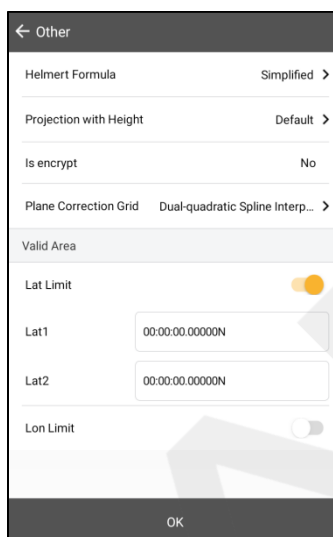 Other
Helmert Formula Simplified
Projection with Height Default
Is encrypt No
Plane Correction Grid Dual-quadratic Spline Interp...
Valid Area
Lat Limit
Lat1 00:00:00.00000N
Lat2 00:00:00.00000N
Lon Limit
OK